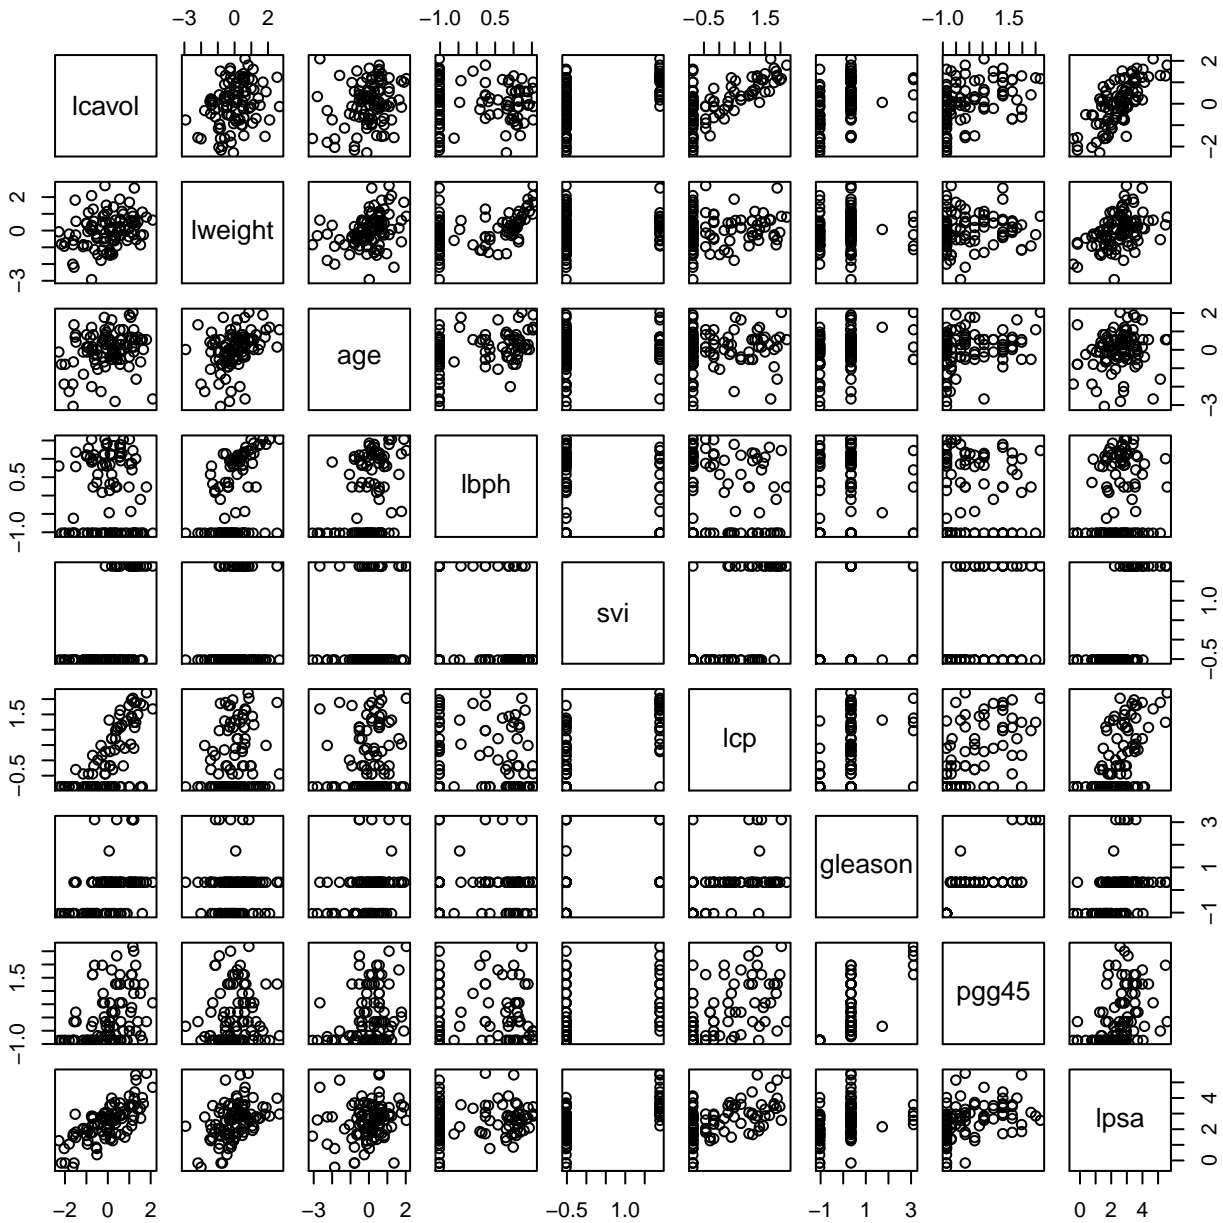 −3 0 2 −1.0 0.5 −0.5 1.5 −1.0 1.5
lcavol
−2 0 2
−3 0 2
lweight
age
−3 0 2
−1.0 0.5
lbph
svi
−0.5 1.0
−0.5 1.5
lcp
gleason
−1 1 3
−1.0 1.5
pgg45
lpsa
0 2 4
−2 0 2 −3 0 2 −0.5 1.0 −1 1 3 0 2 4